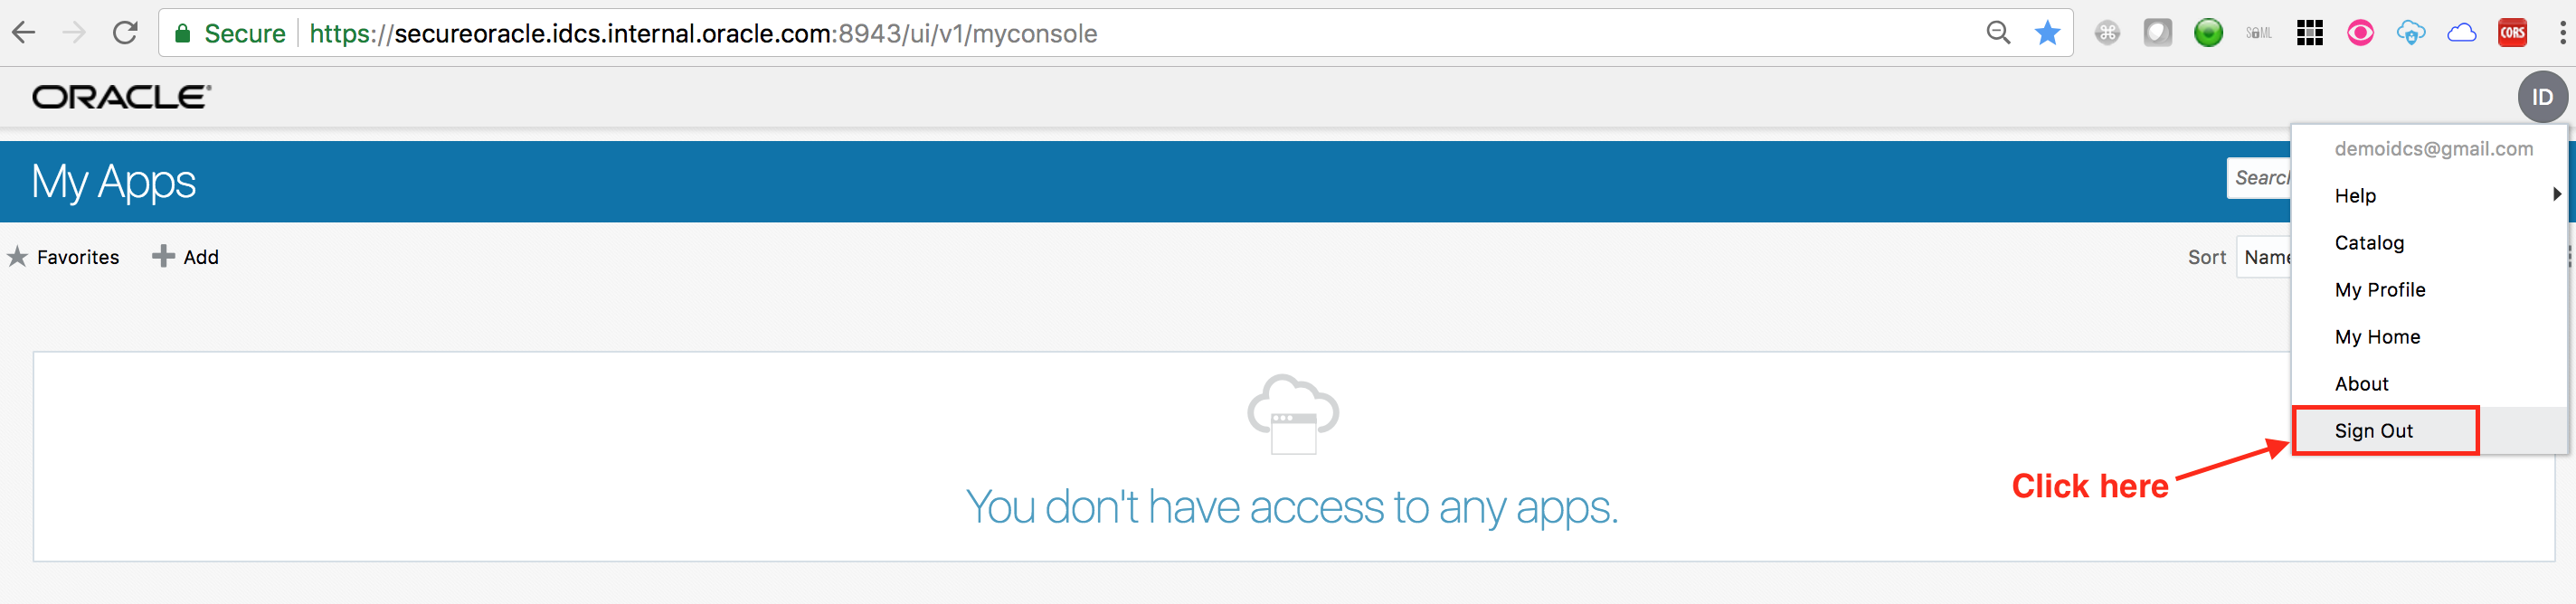 Secure https://secureoracle.idcs.internal.oracle.com:8943/ui/v1/myconsole
SAML
CORS
ORACLE
ID
My Apps
Search
demoidcs@gmail.com
Help
Catalog
My Profile
My Home
About
Sign Out
Favorites
Add
Sort
Name
You don't have access to any apps.
Click here